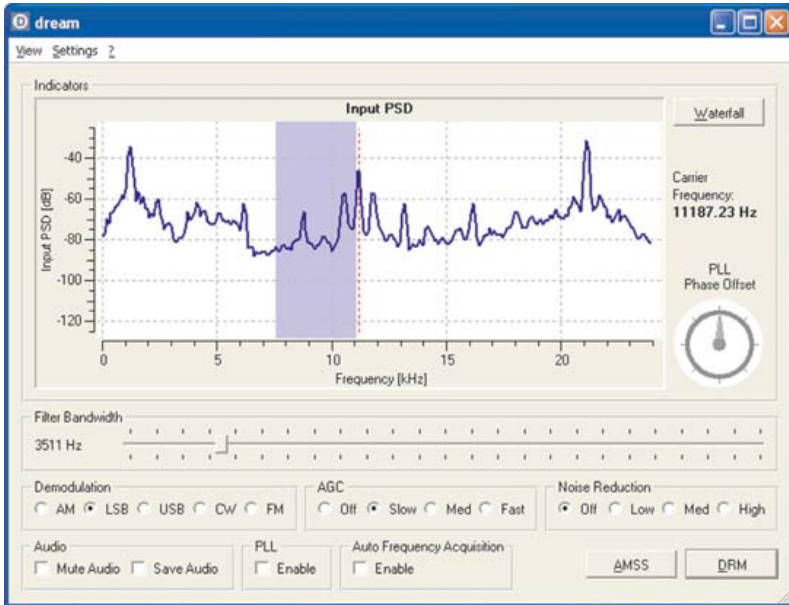 dream
View Settings ?
Indicators
Input PSD
Waterfall
Input PSD [dB]
-40
-60
-80
-100
-120
0 5 10 15 20
Frequency [kHz]
Carrier
Frequency:
11187.23 Hz
PLL
Phase Offset
Filter Bandwidth
3511 Hz
Demodulation
AM LSB USB CW FM
AGC
Off Slow Med Fast
Noise Reduction
Off Low Med High
Audio
Mute Audio Save Audio
PLL
Enable
Auto Frequency Acquisition
Enable
AMSS
DRM